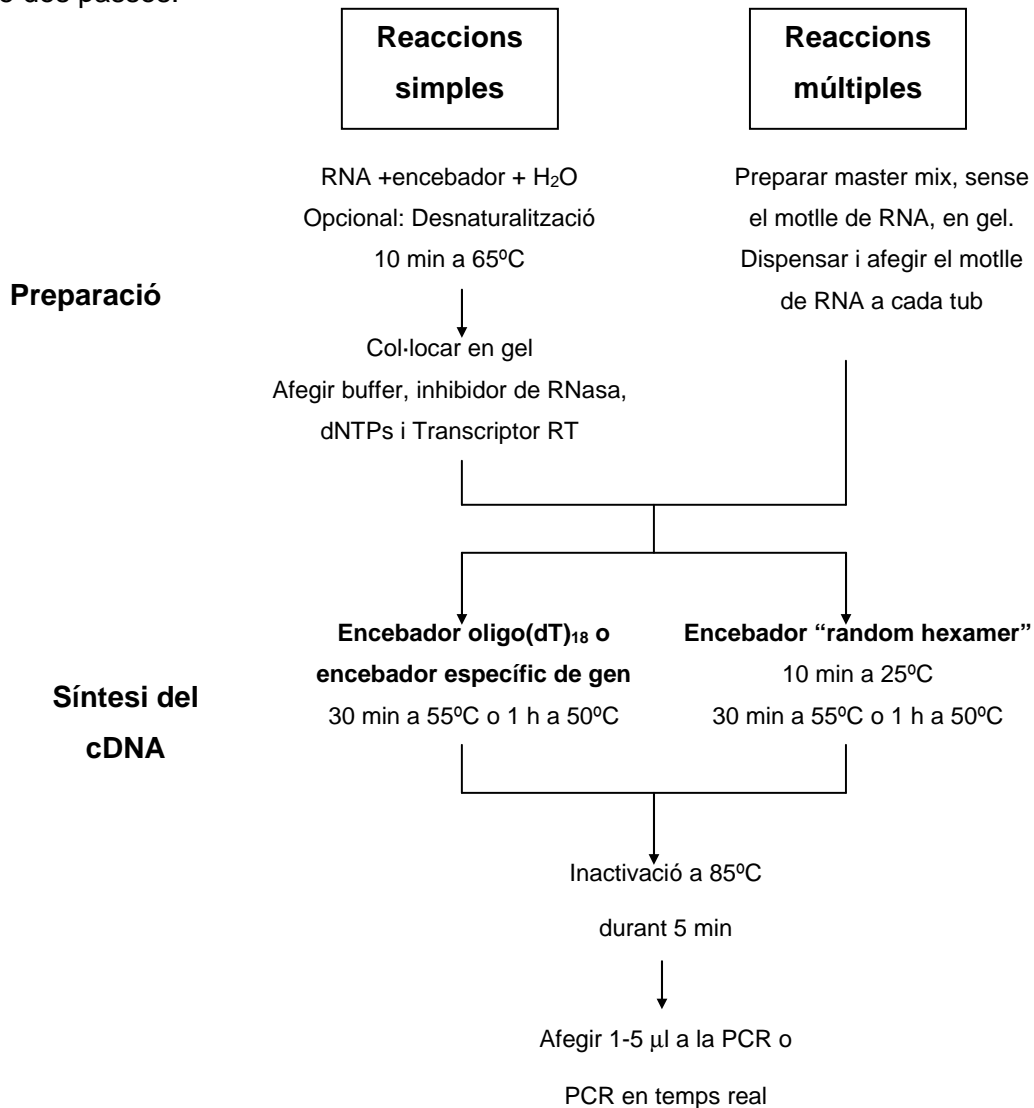 o dos passos:
Reaccions
simples
Reaccions
múltiples
RNA +encebador + H₂O
Opcional: Desnaturalització
10 min a 65ºC
Preparar master mix, sense
el motlle de RNA, en gel.
Dispensar i afegir el motlle
de RNA a cada tub
Preparació
Col·locar en gel
Afegir buffer, inhibidor de RNasa,
dNTPs i Transcriptor RT
Encebador oligo(dT)₁₈ o
encebador específic de gen
30 min a 55ºC o 1 h a 50ºC
Encebador “random hexamer”
10 min a 25ºC
30 min a 55ºC o 1 h a 50ºC
Síntesi del
cDNA
Inactivació a 85ºC
durant 5 min
Afegir 1-5 μl a la PCR o
PCR en temps real